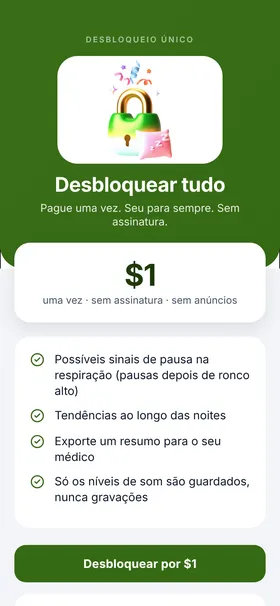 DESBLOQUEIO ÚNICO
Desbloquear tudo
Pague uma vez. Seu para sempre. Sem
assinatura.
$1
uma vez · sem assinatura · sem anúncios
Possíveis sinais de pausa na
respiração (pausas depois de ronco
alto)
Tendências ao longo das noites
Exporte um resumo para o seu
médico
Só os níveis de som são guardados,
nunca gravações
Desbloquear por $1